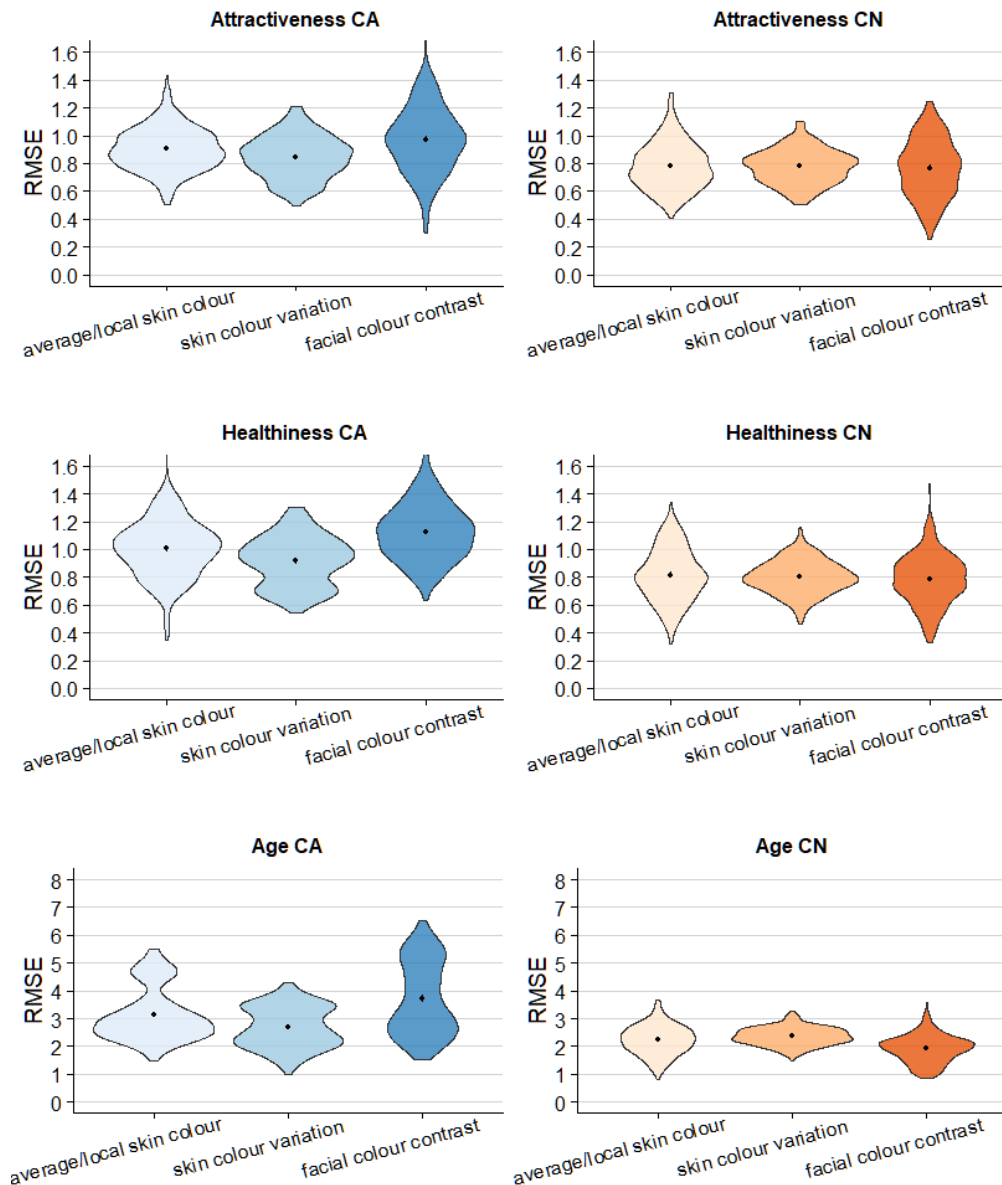 Attractiveness CA
Attractiveness CN
RMSE
1.6
1.4
1.2
1.0
0.8
0.6
0.4
0.2
0.0
average/local skin colour
skin colour variation
facial colour contrast
RMSE
1.6
1.4
1.2
1.0
0.8
0.6
0.4
0.2
0.0
average/local skin colour
skin colour variation
facial colour contrast
Healthiness CA
Healthiness CN
RMSE
1.6
1.4
1.2
1.0
0.8
0.6
0.4
0.2
0.0
average/local skin colour
skin colour variation
facial colour contrast
RMSE
1.6
1.4
1.2
1.0
0.8
0.6
0.4
0.2
0.0
average/local skin colour
skin colour variation
facial colour contrast
Age CA
Age CN
RMSE
8
7
6
5
4
3
2
1
0
average/local skin colour
skin colour variation
facial colour contrast
RMSE
8
7
6
5
4
3
2
1
0
average/local skin colour
skin colour variation
facial colour contrast